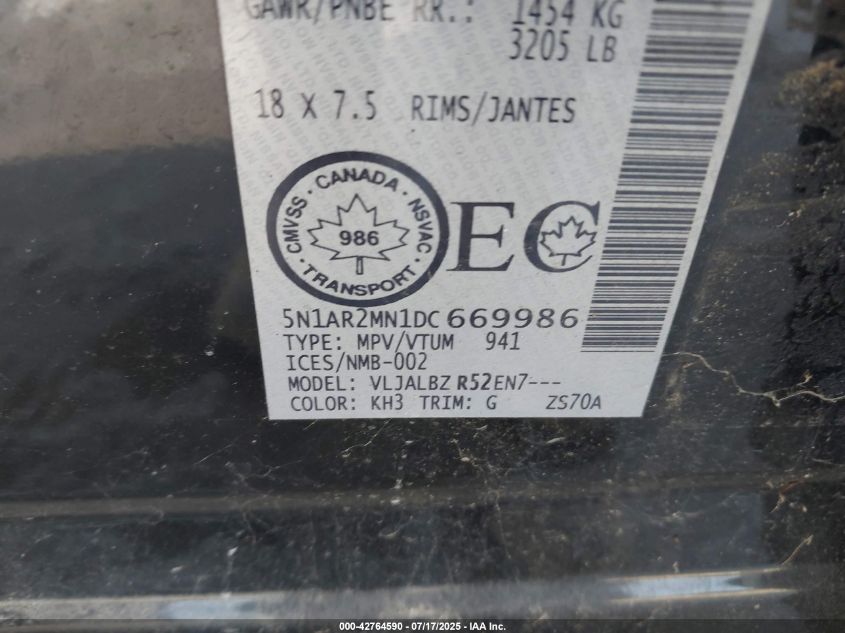 GAWR/PNBE RR.: 1454 KG
3205 LB
18 X 7.5 RIMS/JANTES
CMVSS · CANADA · NSVAC · TRANSPORT ·
986
EC
5N1AR2MN1DC669986
TYPE: MPV/VTUM 941
ICES/NMB-002
MODEL: VLJALBZ R52EN7---
COLOR: KH3 TRIM: G ZS70A
000-42764590 - 07/17/2025 - IAA Inc.